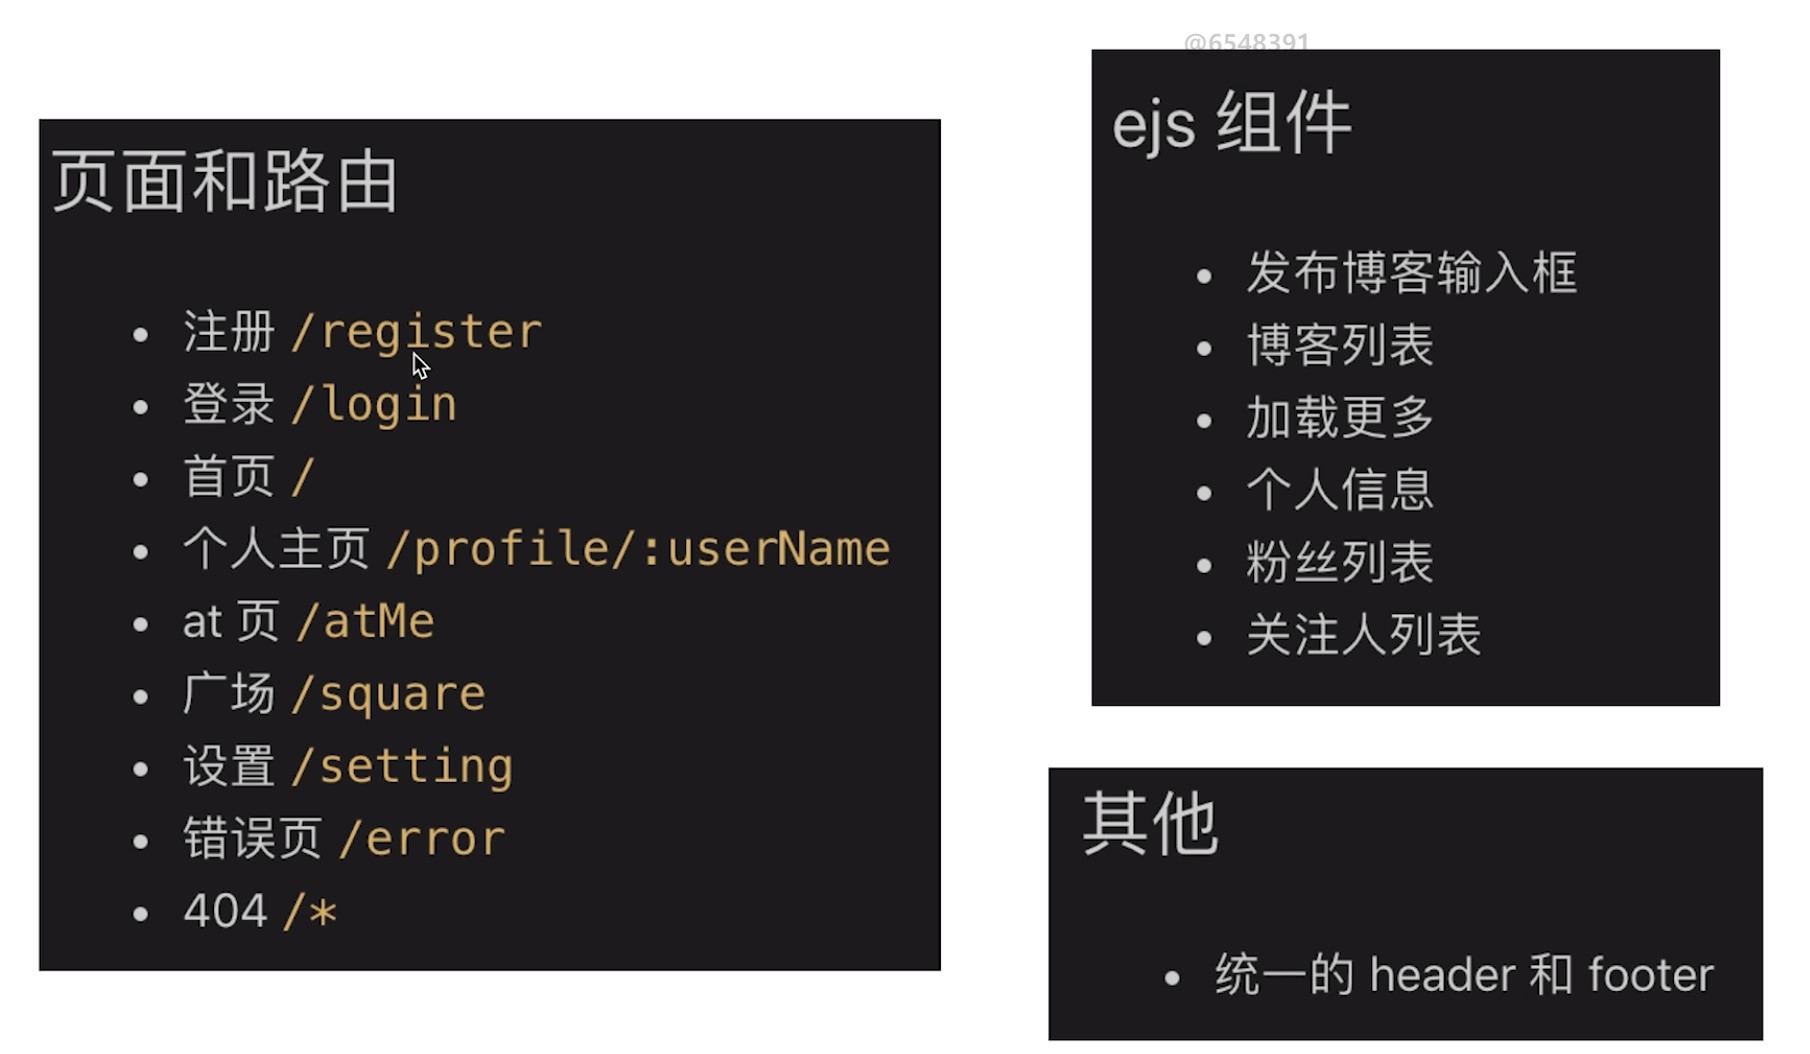 @6548391
页面和路由
注册 /register
登录 /login
首页 /
个人主页 /profile/:userName
at 页 /atMe
广场 /square
设置 /setting
错误页 /error
404 /*
ejs 组件
发布博客输入框
博客列表
加载更多
个人信息
粉丝列表
关注人列表
其他
统一的 header 和 footer